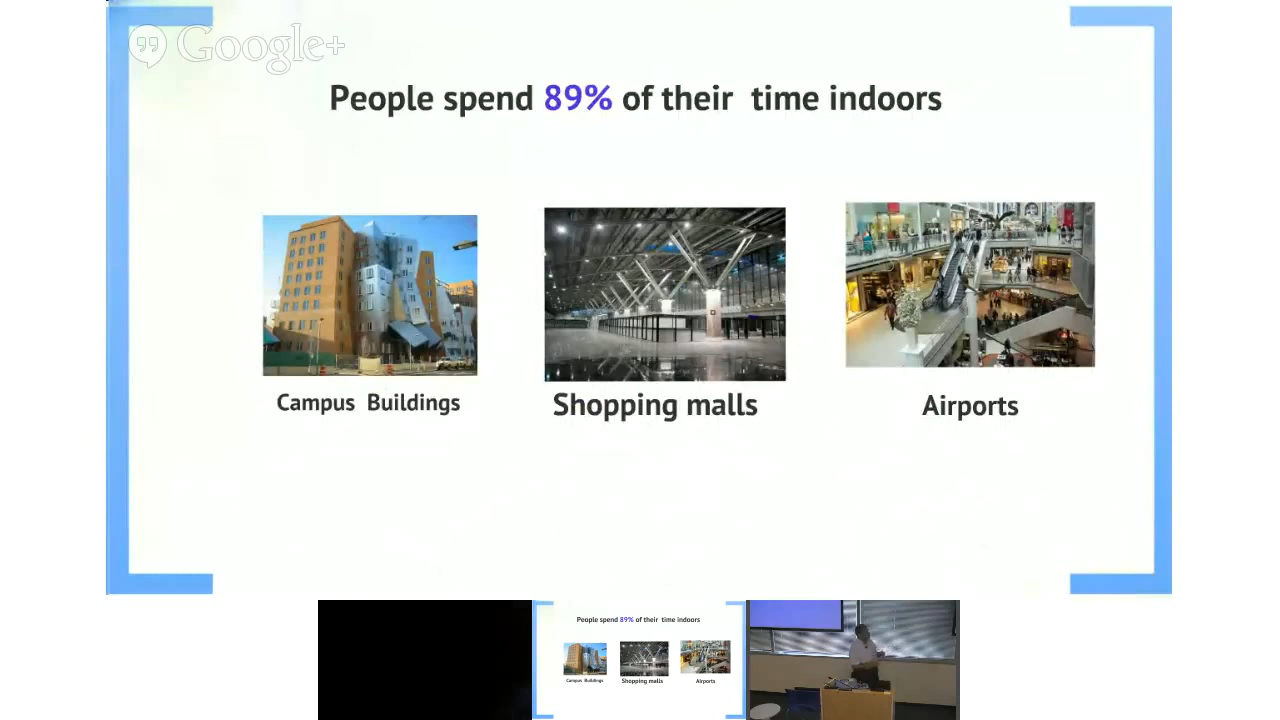 Google+
People spend 89% of their time indoors
Campus Buildings
Shopping malls
Airports
People spend 89% of their time indoors
Campus Buildings
Shopping malls
Airports